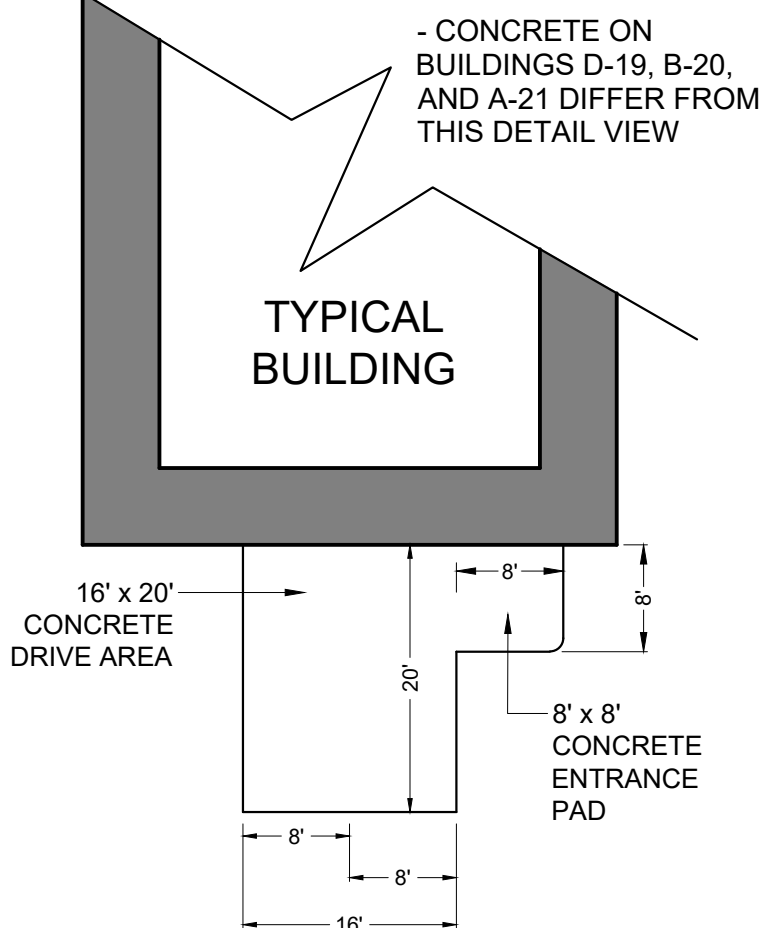 - CONCRETE ON
BUILDINGS D-19, B-20,
AND A-21 DIFFER FROM
THIS DETAIL VIEW
TYPICAL
BUILDING
8'
8'
16' x 20'
CONCRETE
DRIVE AREA
20'
8' x 8'
CONCRETE
ENTRANCE
PAD
8'
8'
16'